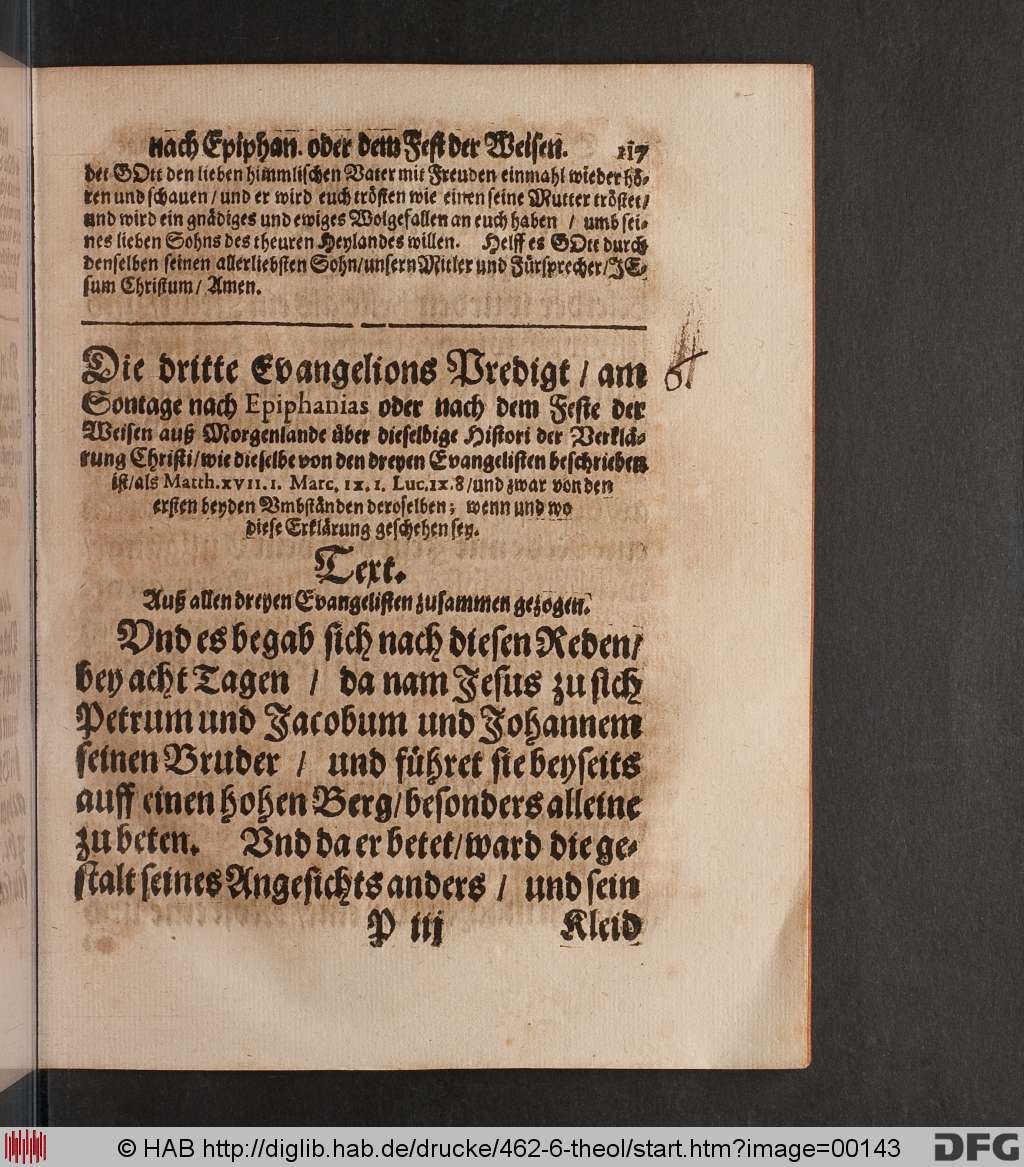 nach Epiphan. oder dem Fest der Weisen. 117
det GOtt den lieben himmlischen Vater mit Freuden einmahl wieder hö-
ren und schauen / und er wird euch trösten wie einen seine Mutter tröstet/
und wird ein gnädiges und ewiges Wolgefallen an euch haben / umb sei-
nes lieben Sohns des theuren Heylandes willen. Helff es GOtt durch
denselben seinen allerliebsten Sohn/unsern Mitler und Fürsprecher/JE-
sum Christum/ Amen.
Die dritte Evangelions Predigt / am
Sontage nach Epiphanias oder nach dem Feste der
Weisen auß Morgenlande über dieselbige Histori der Verklä-
rung Christi/wie dieselbe von den dreyen Evangelisten beschrieben
ist/als Matth.XVII.1. Marc. IX.1. Luc.IX.8/und zwar von den
ersten beyden Vmbständen deroselben; wenn und wo
diese Erklärung geschehen sey.
Text.
Auß allen dreyen Evangelisten zusammen gezogen.
Vnd es begab sich nach diesen Reden/
bey acht Tagen / da nam Jesus zu sich
Petrum und Jacobum und Johannem
seinen Bruder / und führet sie beyseits
auff einen hohen Berg/besonders alleine
zu beten. Vnd da er betet/ward die ge-
stalt seines Angesichts anders / und sein
P iij Kleid
© HAB http://diglib.hab.de/drucke/462-6-theol/start.htm?image=00143 DFG